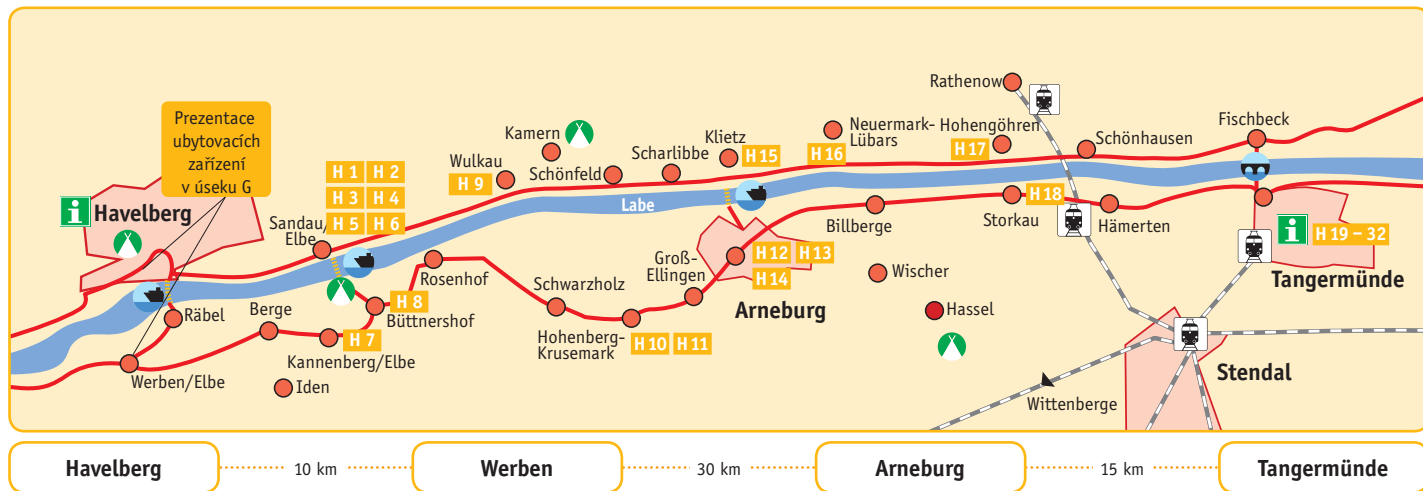 Prezentace
ubytovacích
zařízení
v úseku G
Havelberg
Sandau/
Elbe
H 1 H 2
H 3 H 4
H 5 H 6
Wulkau
H 9
Kamern
Schönfeld
Scharlibbe
Klietz
H 15
Neuermark-
Lübars
H 16
Hohengöhren
H 17
Rathenow
Schönhausen
Fischbeck
Labe
Räbel
Werben/Elbe
Berge
Iden
Kannenberg/Elbe
H 7
H 8
Büttnershof
Rosenhof
Schwarzholz
Hohenberg-
Krusemark
H 10 H 11
Groß-
Ellingen
H 12 H 13
H 14
Arneburg
Billberge
Wischer
Hassel
Storkau
H 18
Hämerten
H 19 – 32
Tangermünde
Stendal
Wittenberge
Havelberg 10 km Werben 30 km Arneburg 15 km Tangermünde